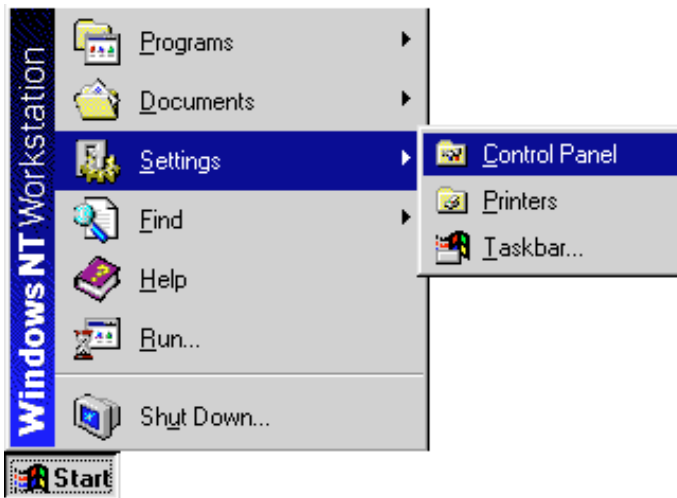 Windows NT Workstation
Programs
Documents
Settings
Control Panel
Printers
Taskbar...
Find
Help
Run...
Shut Down...
Start